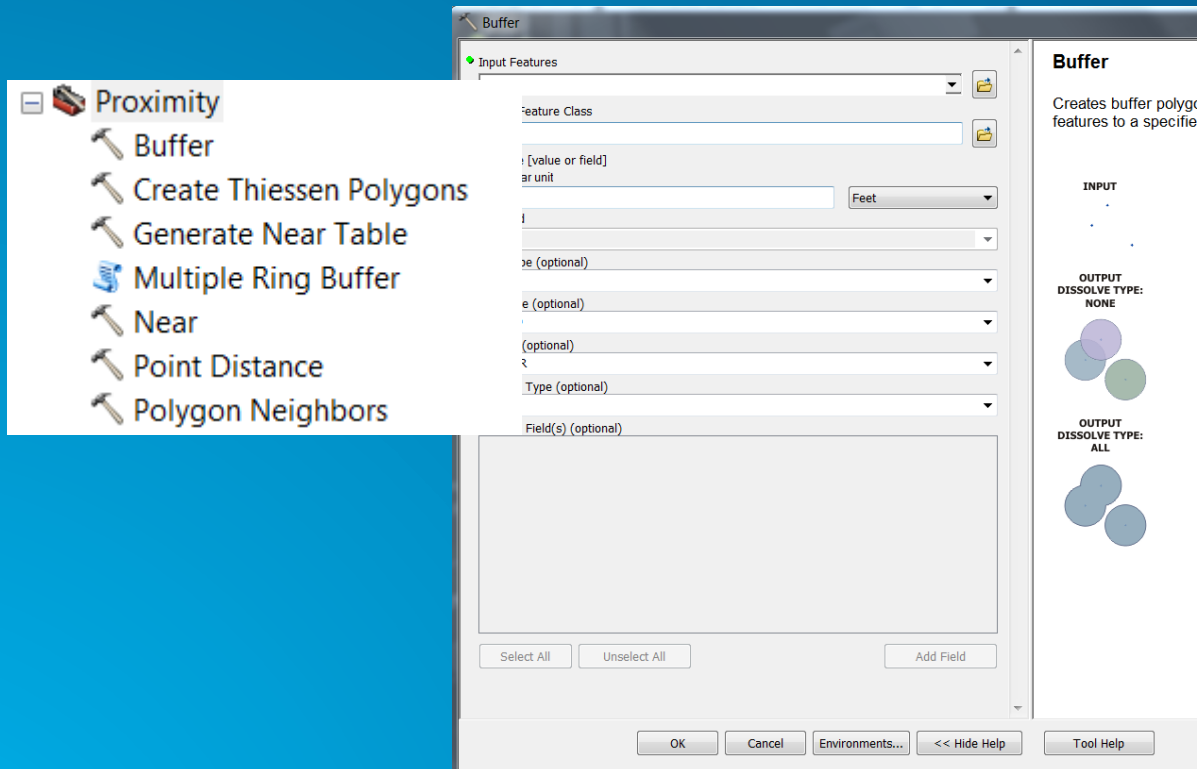 Proximity
Buffer
Create Thiessen Polygons
Generate Near Table
Multiple Ring Buffer
Near
Point Distance
Polygon Neighbors
Buffer
Input Features
Feature Class
[value or field]
ar unit
Feet
(optional)
(optional)
(optional)
R
Type (optional)
Field(s) (optional)
Select All
Unselect All
Add Field
OK
Cancel
Environments...
<< Hide Help
Tool Help
Buffer
Creates buffer polygo
features to a specifie
INPUT
OUTPUT
DISSOLVE TYPE:
NONE
OUTPUT
DISSOLVE TYPE:
ALL